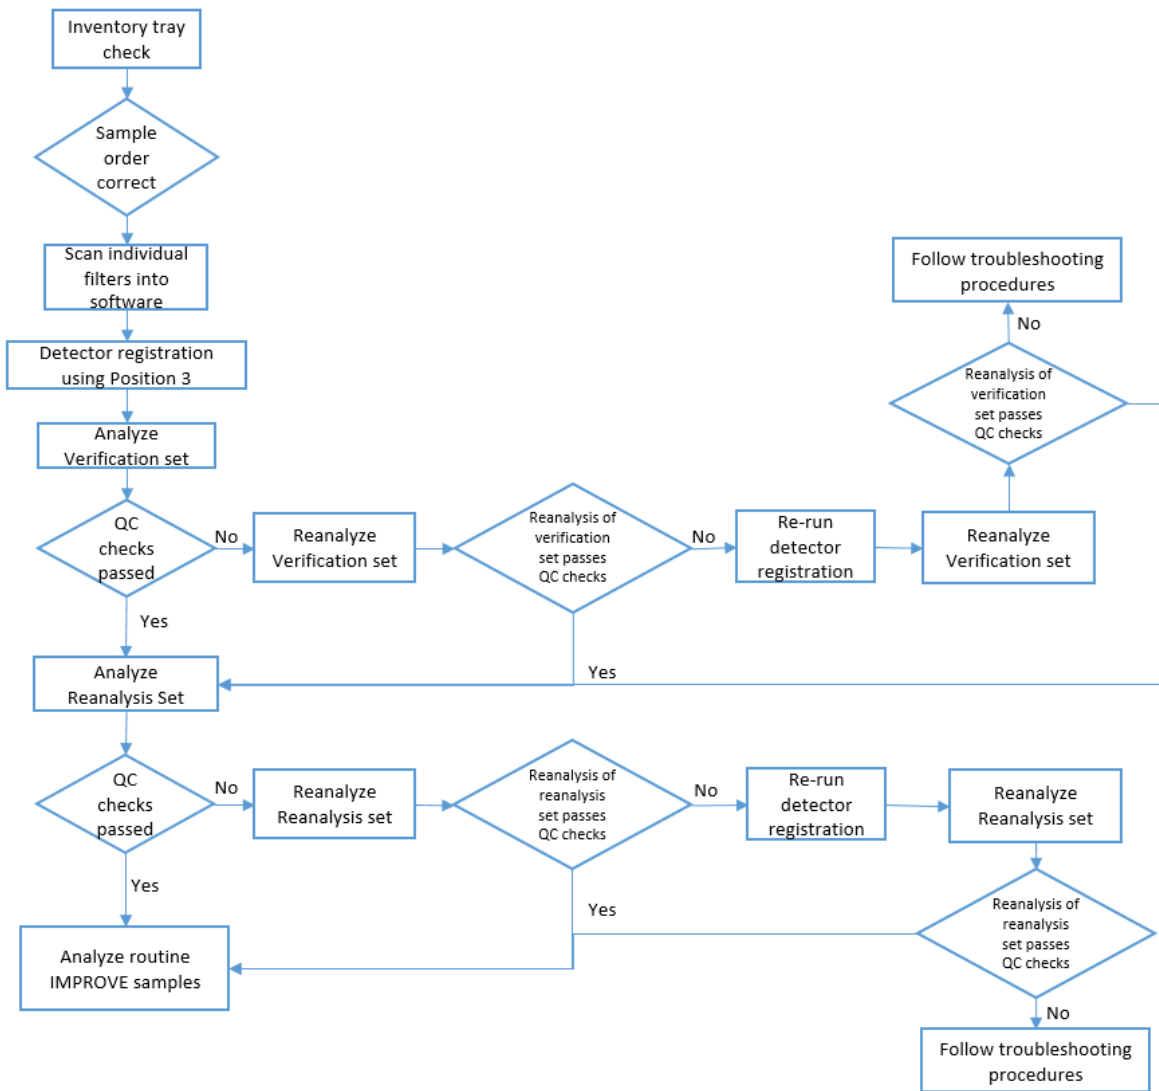 Inventory tray
check
Sample
order
correct
Scan individual
filters into
software
Detector registration
using Position 3
Analyze
Verification set
QC
checks
passed
No
Reanalyze
Verification set
Reanalysis of
verification
set passes
QC checks
No
Re-run
detector
registration
Reanalyze
Verification set
Reanalysis of
verification
set passes
QC checks
No
Follow troubleshooting
procedures
Yes
Yes
Analyze
Reanalysis Set
QC
checks
passed
No
Reanalyze
Reanalysis set
Reanalysis of
reanalysis
set passes
QC checks
No
Re-run
detector
registration
Reanalyze
Reanalysis set
Reanalysis of
reanalysis
set passes
QC checks
Yes
Yes
Analyze routine
IMPROVE samples
No
Follow troubleshooting
procedures